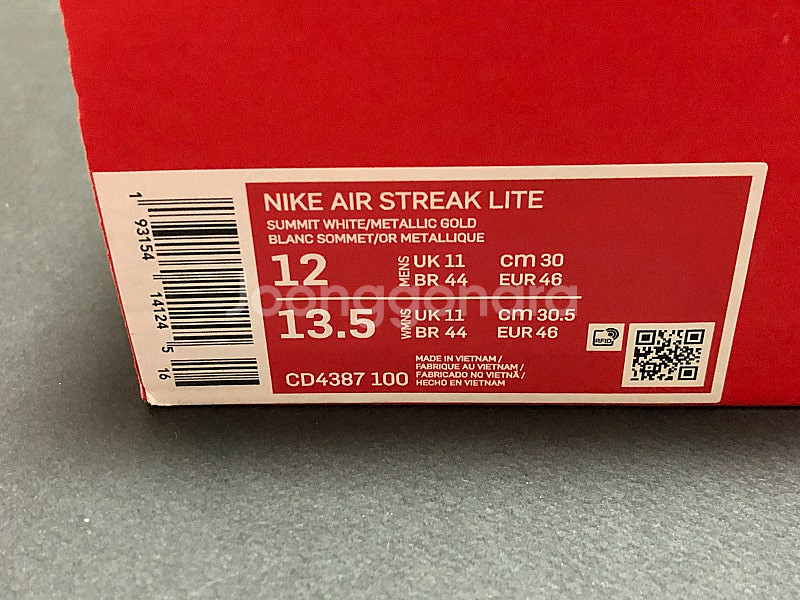 NIKE AIR STREAK LITE
SUMMIT WHITE/METALLIC GOLD
BLANC SOMMET/OR METALLIQUE
12 MENS UK 11 cm 30
BR 44 EUR 46
13.5 WMNS UK 11 cm 30.5
BR 44 EUR 46
CD4387 100
MADE IN VIETNAM /
FABRIQUE AU VIETNAM /
FABRICADO NO VIETNÃ /
HECHO EN VIETNAM
RFID
1 93154 14124 5 16
Joonggonara